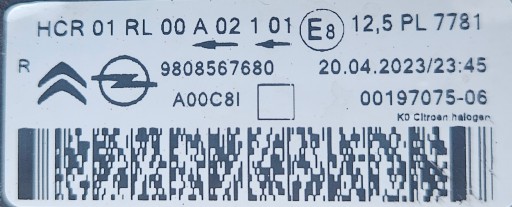 HCR 01 RL 00 A 02 1 01 E8 12,5 PL 7781
R 9808567680 20.04.2023/23:45
A00C8I 00197075-06
K0 Citroen halogen